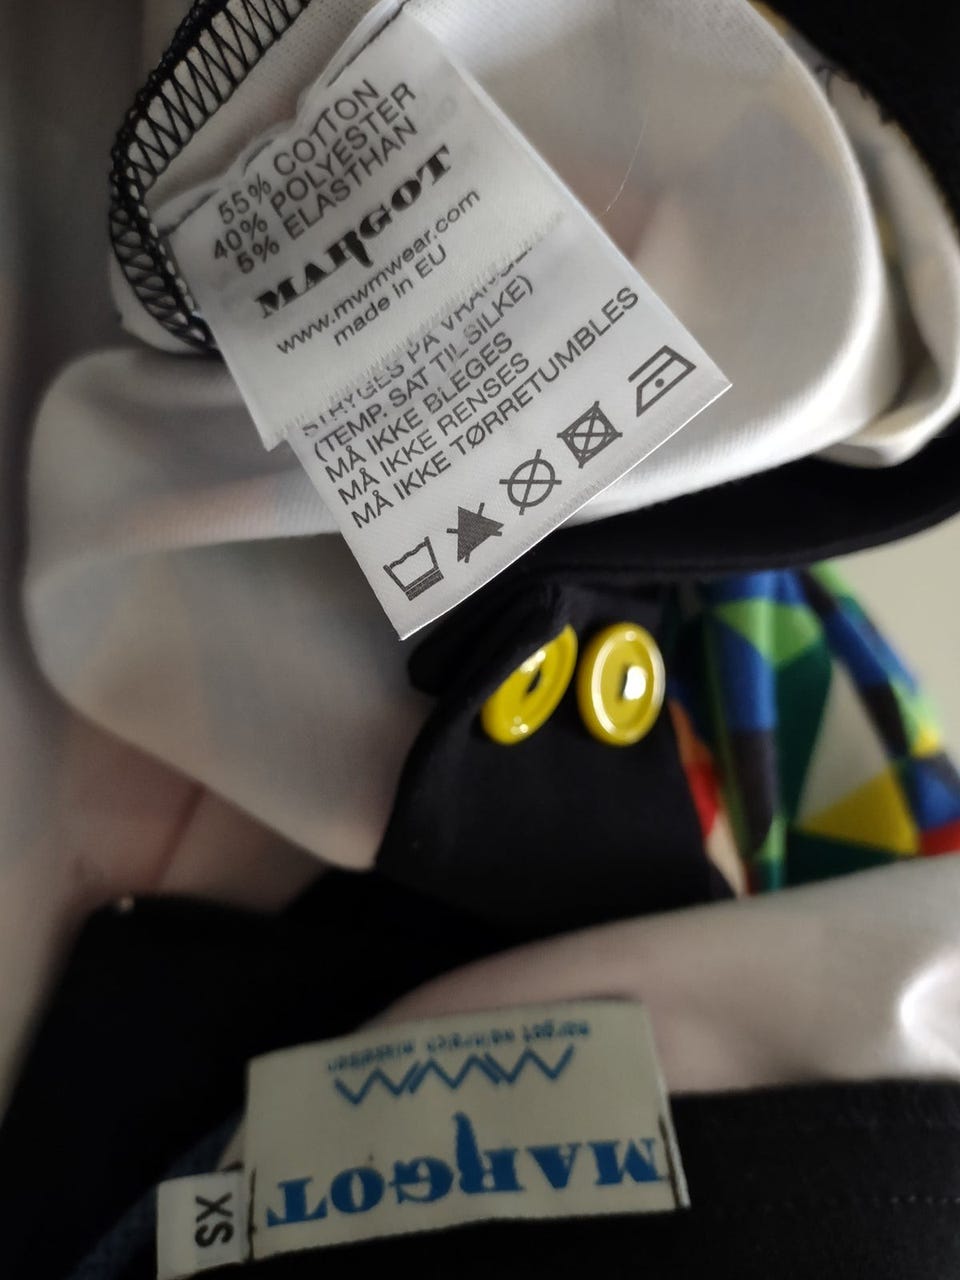 55% COTTON
40% POLYESTER
5% ELASTHAN
MARGOT
www.mwmwear.com
made in EU
STRYGES PÅ
(TEMP. SAT TIL SILKE)
MÅ IKKE BLEGES
MÅ IKKE RENSES
MÅ IKKE TØRRETUMBLES
MARGOT
MWM
XS